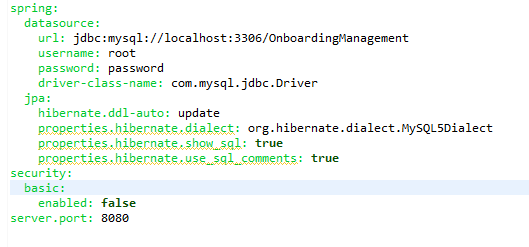 spring:
  datasource:
    url: jdbc:mysql://localhost:3306/OnboardingManagement
    username: root
    password: password
    driver-class-name: com.mysql.jdbc.Driver
  jpa:
    hibernate.ddl-auto: update
    properties.hibernate.dialect: org.hibernate.dialect.MySQL5Dialect
    properties.hibernate.show_sql: true
    properties.hibernate.use_sql_comments: true
security:
  basic:
    enabled: false
server.port: 8080